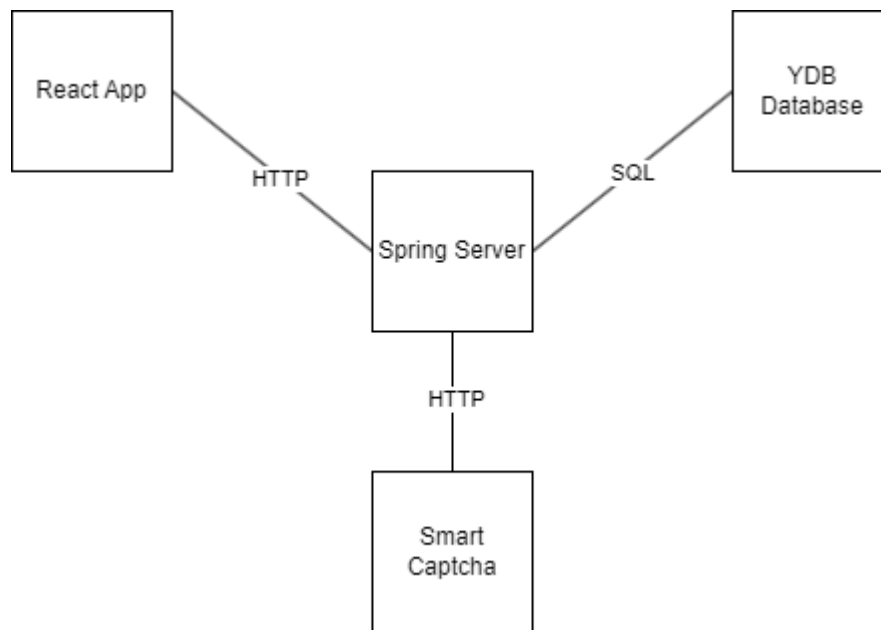 React App
YDB
Database
HTTP
SQL
Spring Server
HTTP
Smart
Captcha